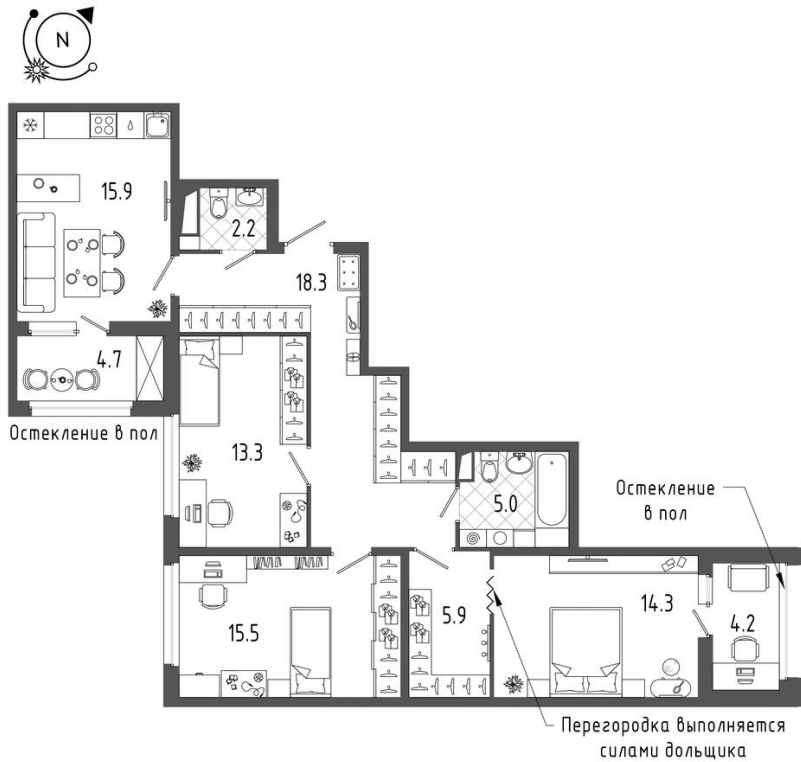 N
15.9
2.2
18.3
4.7
Остекление в пол
13.3
5.0
Остекление
в пол
15.5
5.9
14.3
4.2
Перегородка выполняется
силами дольщика